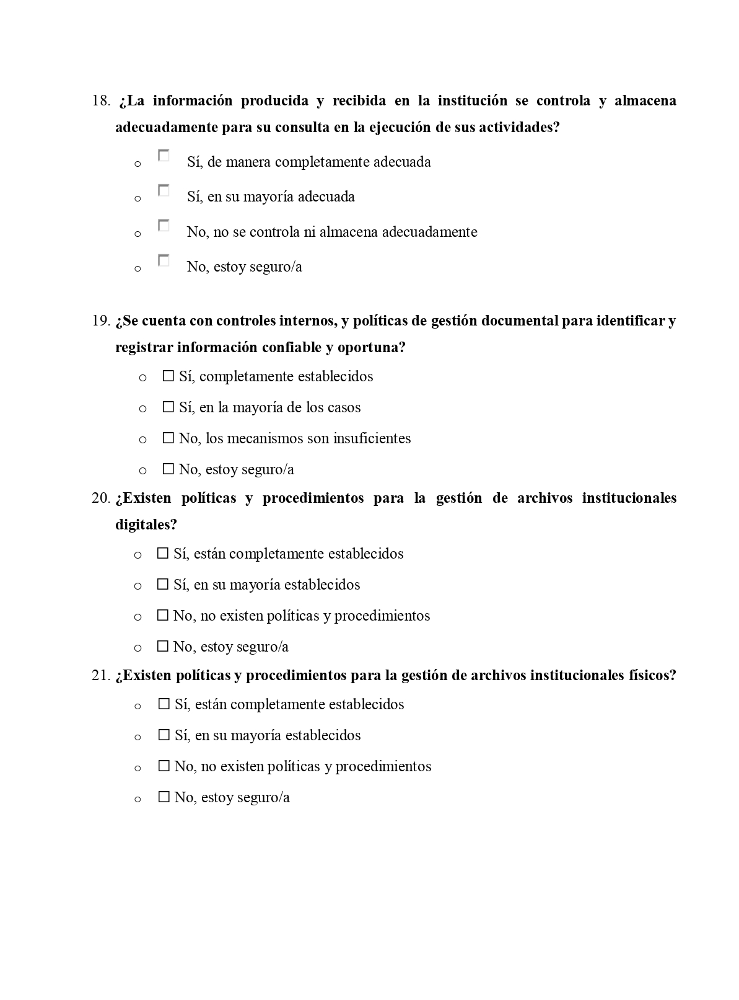 18. ¿La información producida y recibida en la institución se controla y almacena
adecuadamente para su consulta en la ejecución de sus actividades?
o ☐ Sí, de manera completamente adecuada
o ☐ Sí, en su mayoría adecuada
o ☐ No, no se controla ni almacena adecuadamente
o ☐ No, estoy seguro/a
19. ¿Se cuenta con controles internos, y políticas de gestión documental para identificar y
registrar información confiable y oportuna?
o ☐ Sí, completamente establecidos
o ☐ Sí, en la mayoría de los casos
o ☐ No, los mecanismos son insuficientes
o ☐ No, estoy seguro/a
20. ¿Existen políticas y procedimientos para la gestión de archivos institucionales
digitales?
o ☐ Sí, están completamente establecidos
o ☐ Sí, en su mayoría establecidos
o ☐ No, no existen políticas y procedimientos
o ☐ No, estoy seguro/a
21. ¿Existen políticas y procedimientos para la gestión de archivos institucionales físicos?
o ☐ Sí, están completamente establecidos
o ☐ Sí, en su mayoría establecidos
o ☐ No, no existen políticas y procedimientos
o ☐ No, estoy seguro/a